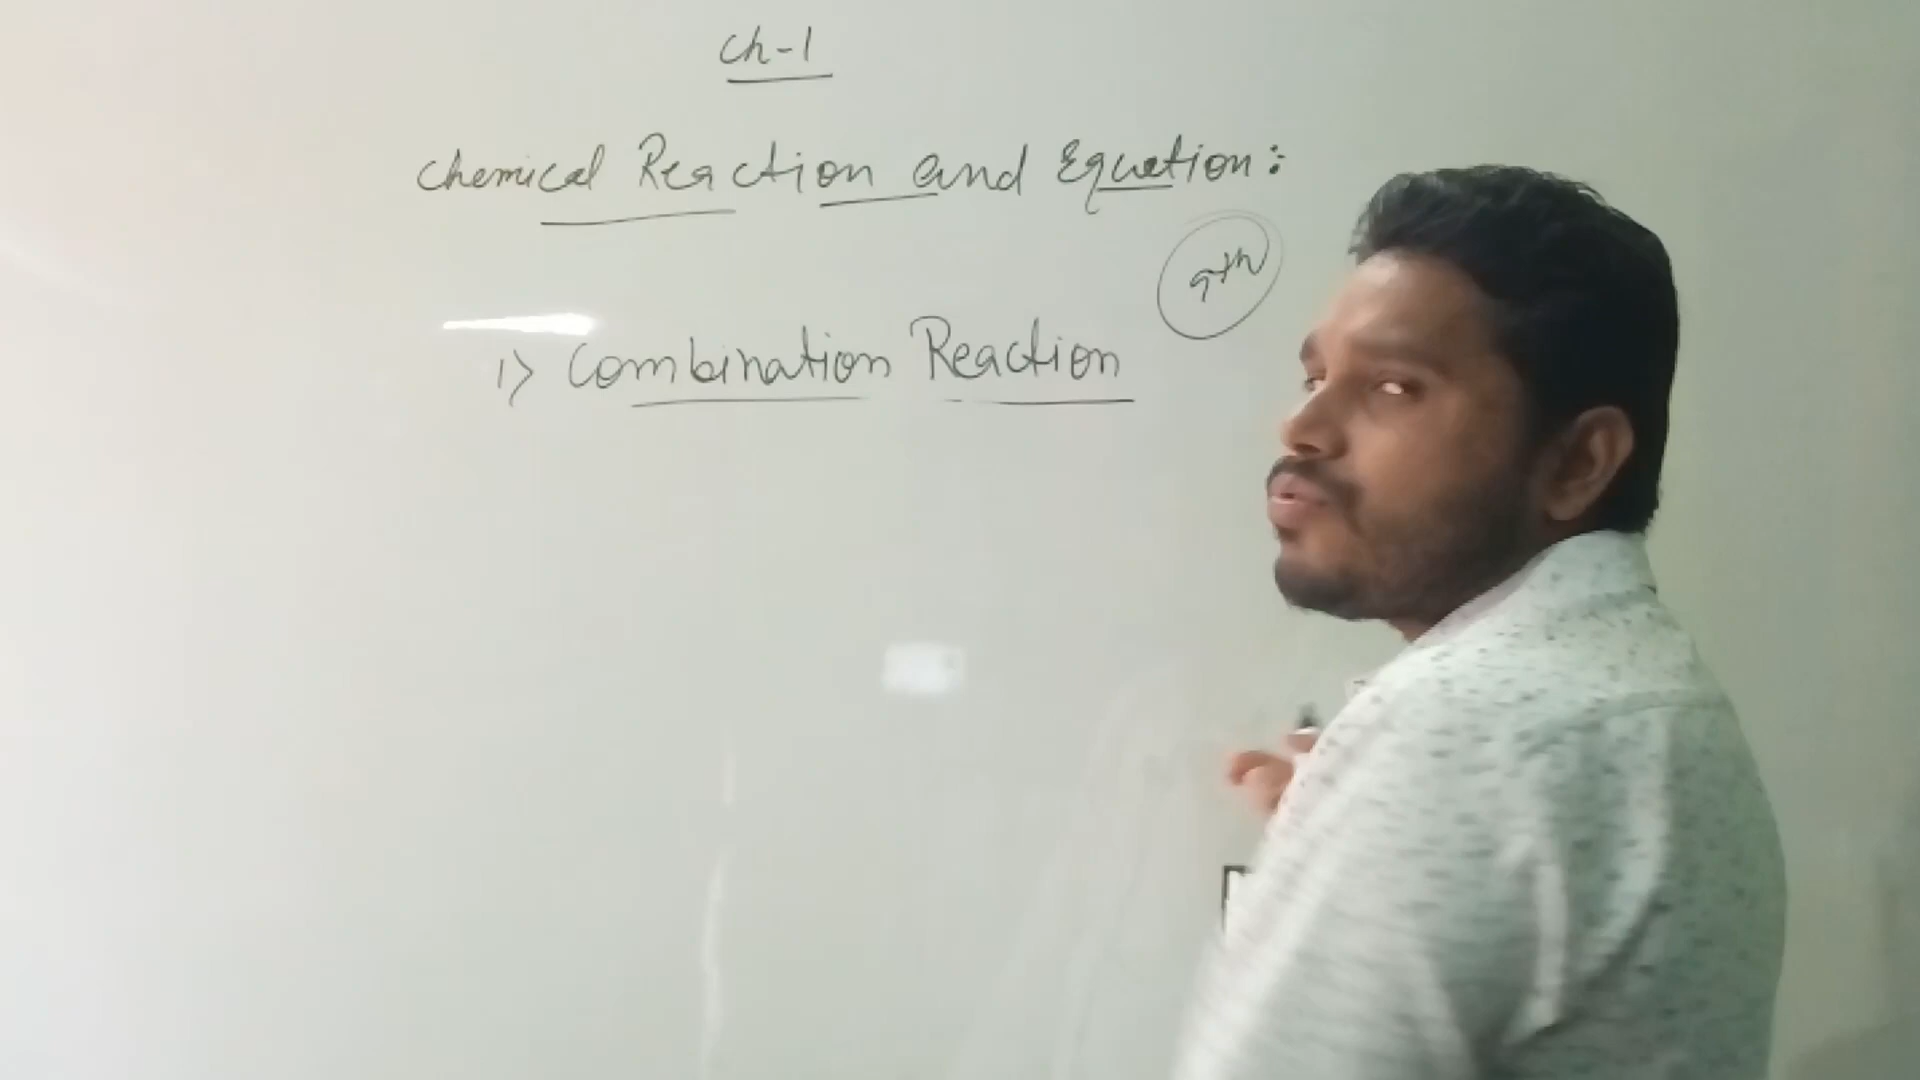 Ch-1
Chemical Reaction and Equation:
9th
1) Combination Reaction